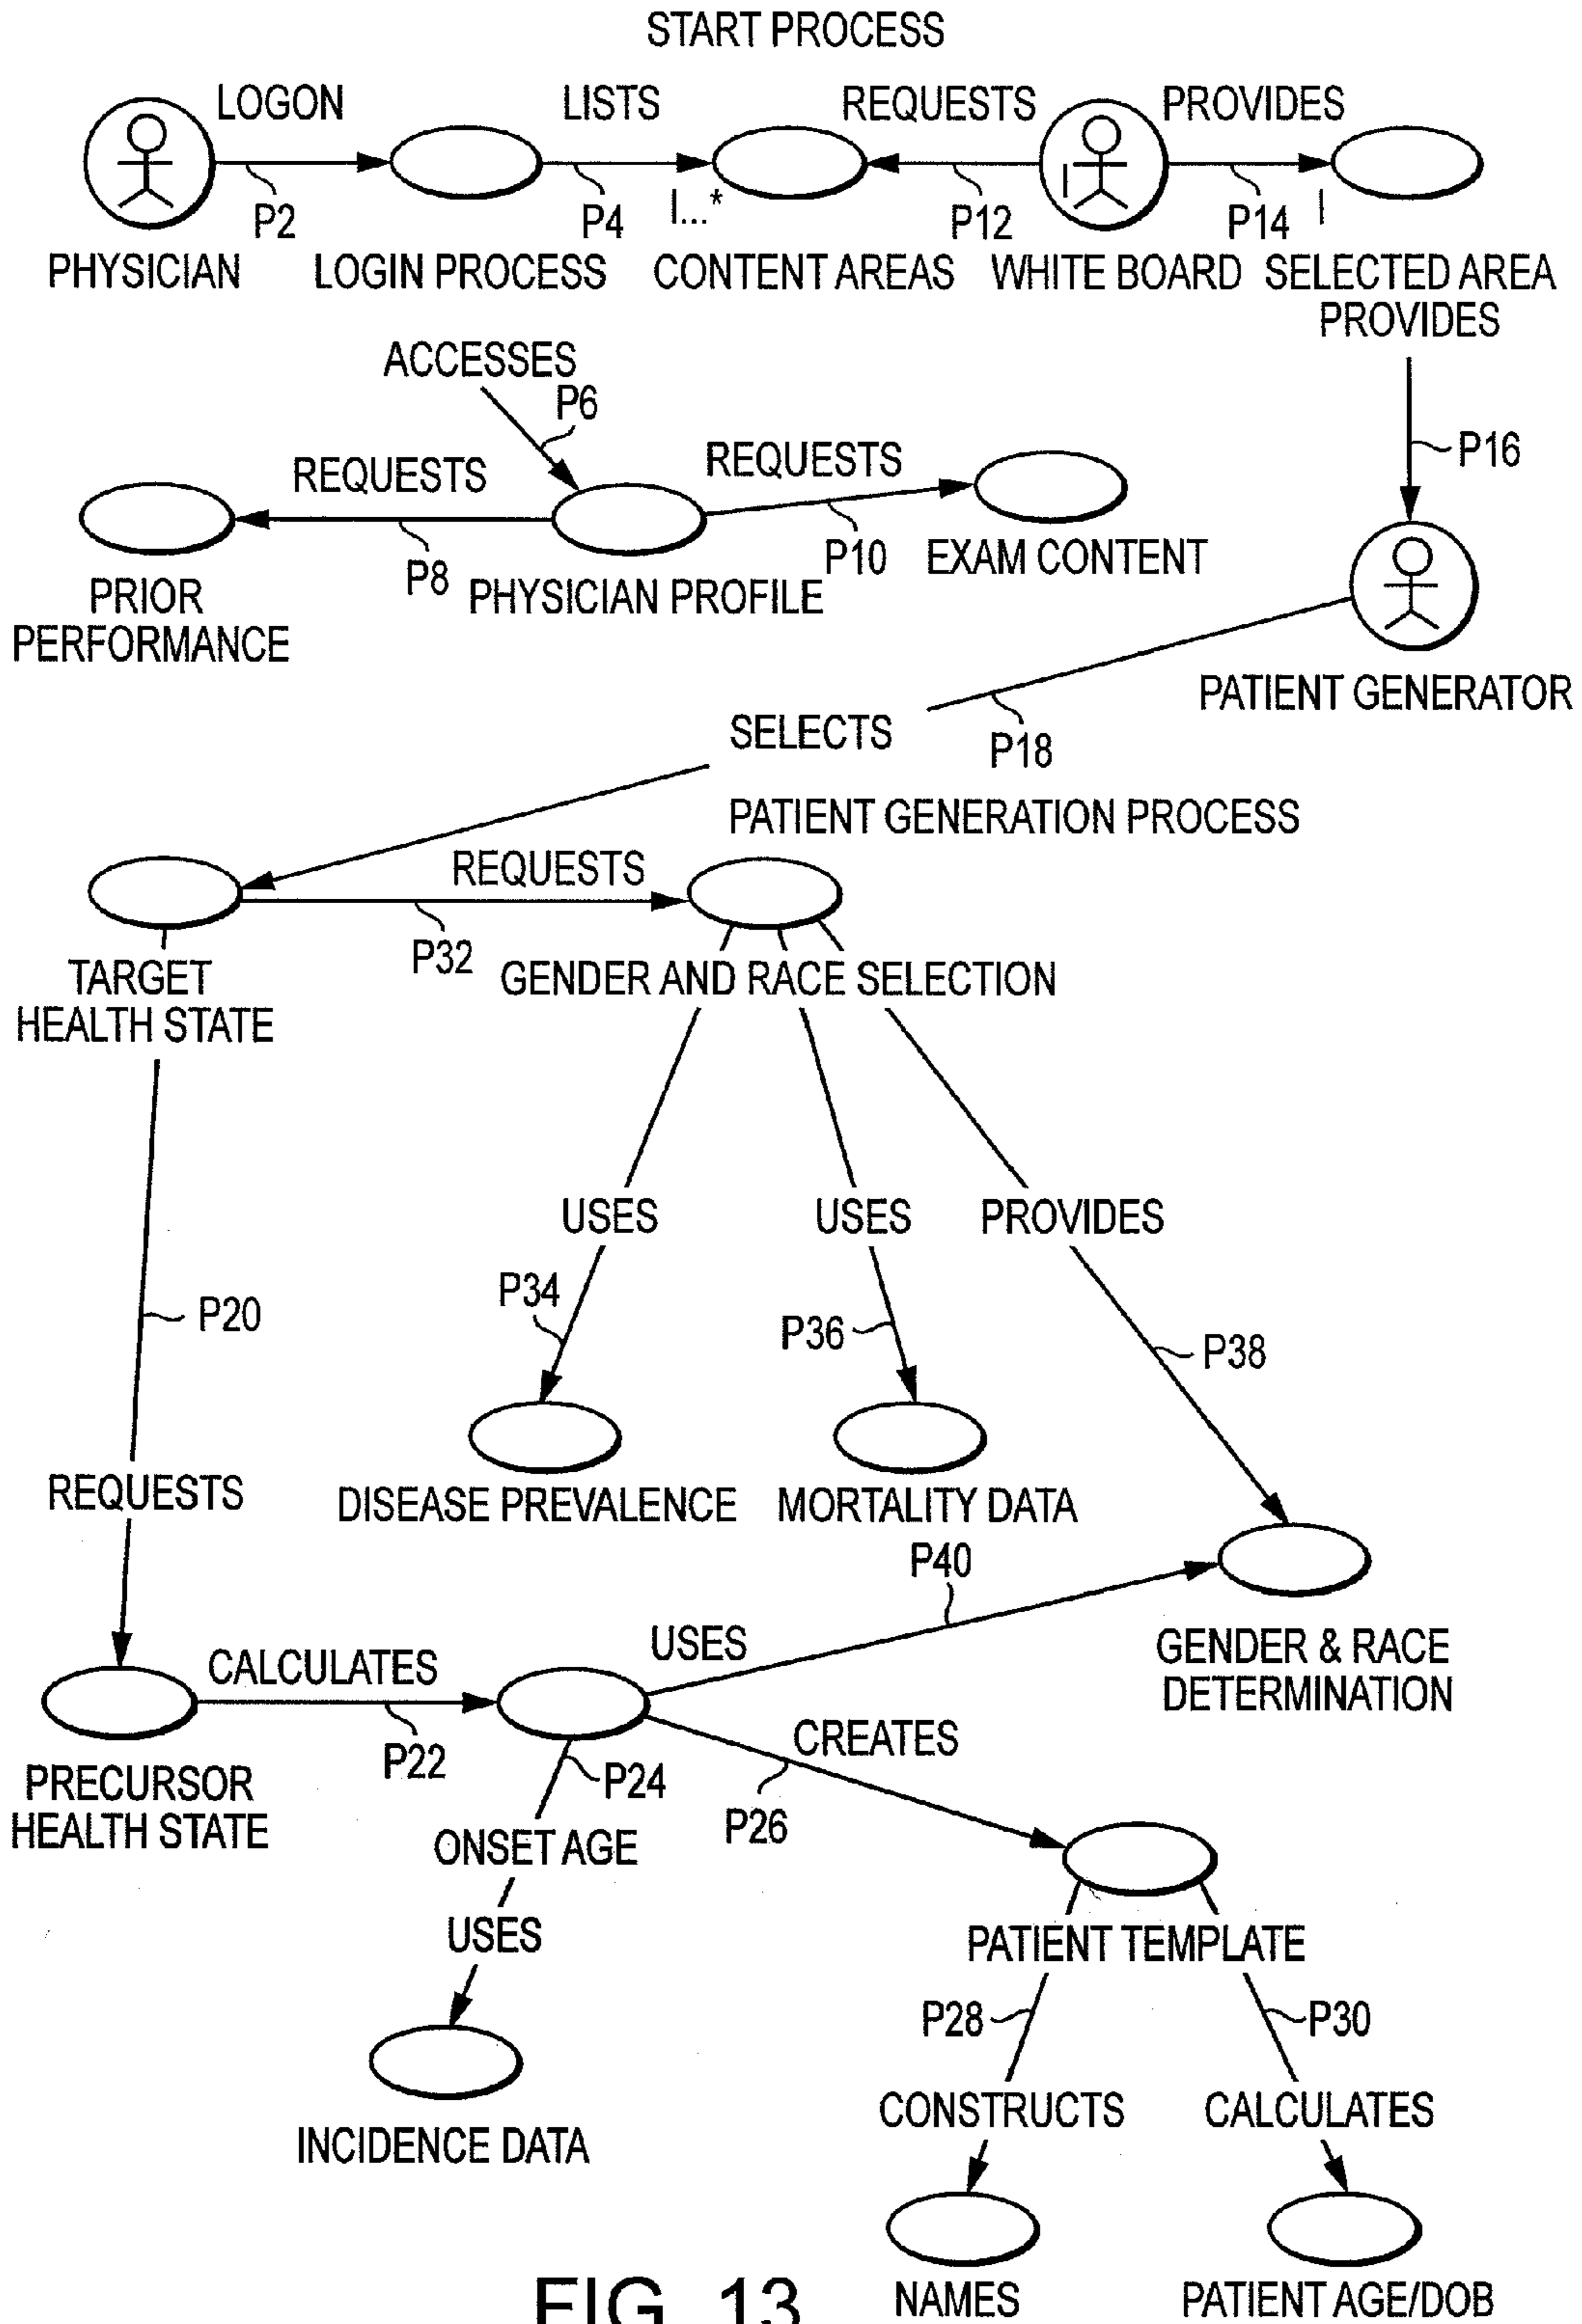 START PROCESS
LOGON
LISTS
REQUESTS
PROVIDES
P2
P4
I...*
P12
I
P14
I
PHYSICIAN
LOGIN PROCESS
CONTENT AREAS
WHITE BOARD
SELECTED AREA
PROVIDES
ACCESSES
P6
P16
REQUESTS
REQUESTS
P8
P10
EXAM CONTENT
PRIOR
PERFORMANCE
PHYSICIAN PROFILE
PATIENT GENERATOR
SELECTS
P18
PATIENT GENERATION PROCESS
REQUESTS
P32
TARGET
HEALTH STATE
GENDER AND RACE SELECTION
USES
USES
PROVIDES
P34
P36
P38
P20
REQUESTS
DISEASE PREVALENCE
MORTALITY DATA
P40
USES
GENDER & RACE
DETERMINATION
CALCULATES
P22
PRECURSOR
HEALTH STATE
P24
CREATES
P26
ONSET AGE
USES
PATIENT TEMPLATE
P28
P30
INCIDENCE DATA
CONSTRUCTS
CALCULATES
NAMES
PATIENT AGE/DOB
FIG. 13